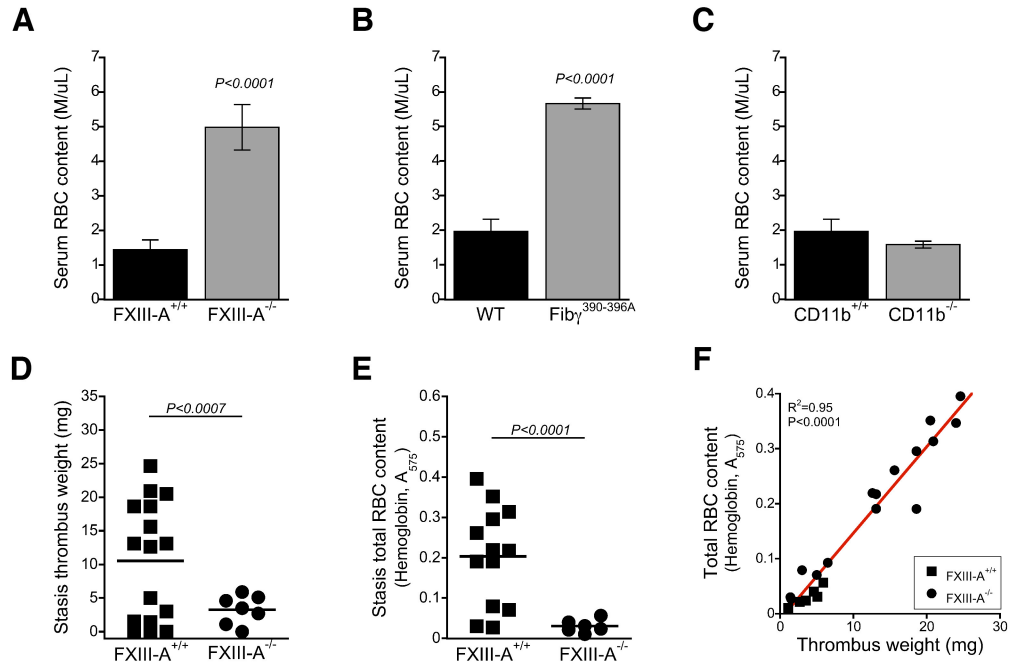 A
Serum RBC content (M/uL)
7
6
5
4
3
2
1
0
P<0.0001
FXIII-A+/+
FXIII-A-/-
B
Serum RBC content (M/uL)
7
6
5
4
3
2
1
0
P<0.0001
WT
Fibγ390-396A
C
Serum RBC content (M/uL)
7
6
5
4
3
2
1
0
CD11b+/+
CD11b-/-
D
Stasis thrombus weight (mg)
35
30
25
20
15
10
5
0
P<0.0007
FXIII-A+/+
FXIII-A-/-
E
Stasis total RBC content
(Hemoglobin, A575)
0.6
0.5
0.4
0.3
0.2
0.1
0
P<0.0001
FXIII-A+/+
FXIII-A-/-
F
Total RBC content
(Hemoglobin, A575)
0.4
0.3
0.2
0.1
0
R2=0.95
P<0.0001
FXIII-A+/+
FXIII-A-/-
0
10
20
30
Thrombus weight (mg)